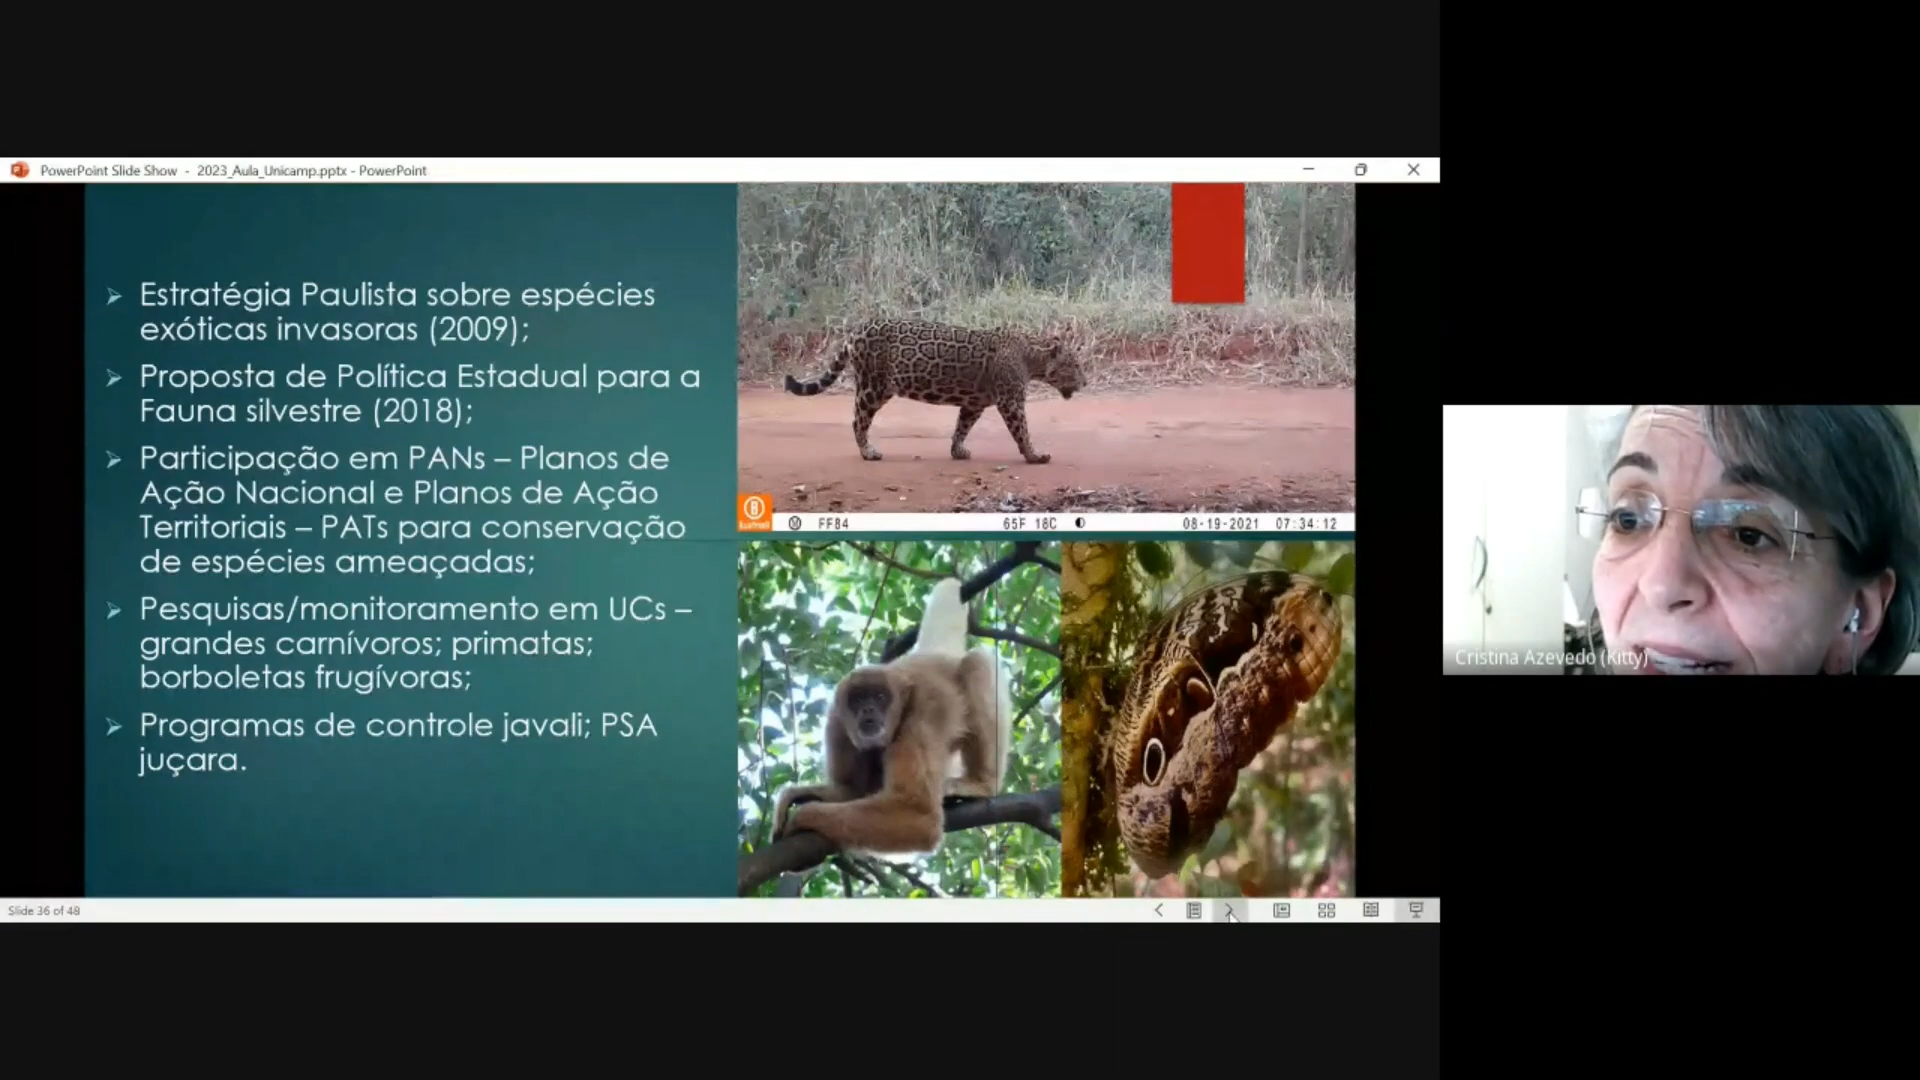 PowerPoint Slide Show - 2023_Aula_Unicamp.pptx - PowerPoint
Estratégia Paulista sobre espécies
exóticas invasoras (2009);
Proposta de Política Estadual para a
Fauna silvestre (2018);
Participação em PANs – Planos de
Ação Nacional e Planos de Ação
Territoriais – PATs para conservação
de espécies ameaçadas;
Pesquisas/monitoramento em UCs –
grandes carnívoros; primatas;
borboletas frugívoras;
Programas de controle javali; PSA
juçara.
Bushnell
M FF84 65F 18C 08-19-2021 07:34:12
Cristina Azevedo (Kitty)
Slide 36 of 48